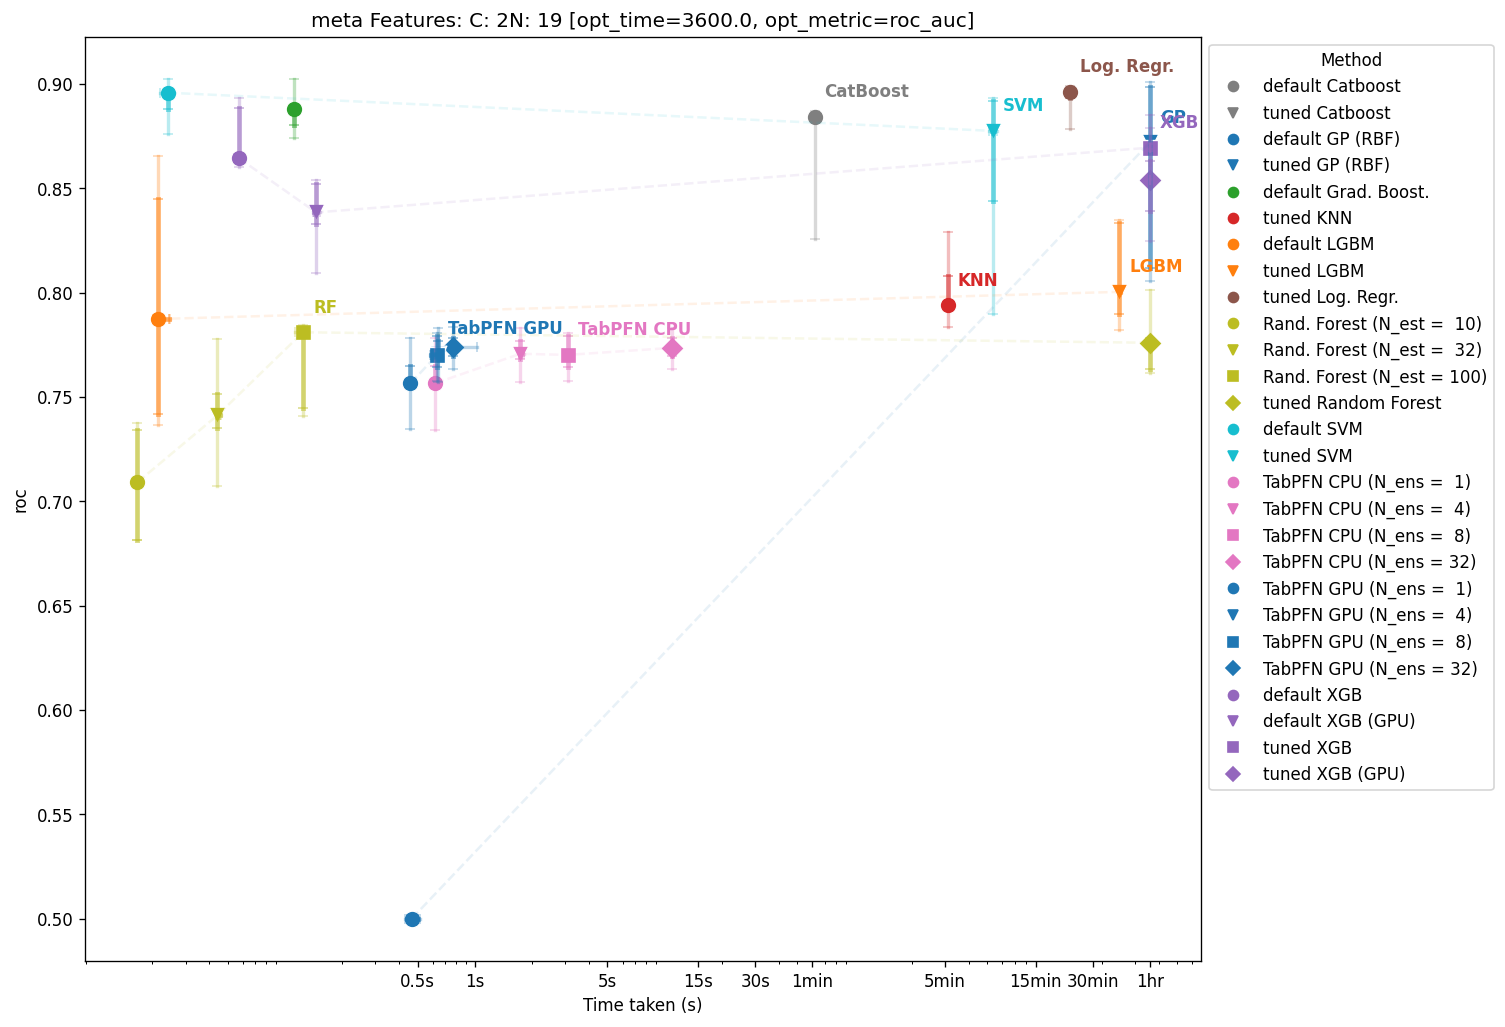 meta Features: C: 2N: 19 [opt_time=3600.0, opt_metric=roc_auc]
roc
0.90
0.85
0.80
0.75
0.70
0.65
0.60
0.55
0.50
Log. Regr.
CatBoost
SVM
GP
XGB
LGBM
KNN
RF
TabPFN GPU
TabPFN CPU
0.5s
1s
5s
15s
30s
1min
5min
15min
30min
1hr
Time taken (s)
Method
default Catboost
tuned Catboost
default GP (RBF)
tuned GP (RBF)
default Grad. Boost.
tuned KNN
default LGBM
tuned LGBM
tuned Log. Regr.
Rand. Forest (N_est =  10)
Rand. Forest (N_est =  32)
Rand. Forest (N_est = 100)
tuned Random Forest
default SVM
tuned SVM
TabPFN CPU (N_ens =  1)
TabPFN CPU (N_ens =  4)
TabPFN CPU (N_ens =  8)
TabPFN CPU (N_ens = 32)
TabPFN GPU (N_ens =  1)
TabPFN GPU (N_ens =  4)
TabPFN GPU (N_ens =  8)
TabPFN GPU (N_ens = 32)
default XGB
default XGB (GPU)
tuned XGB
tuned XGB (GPU)